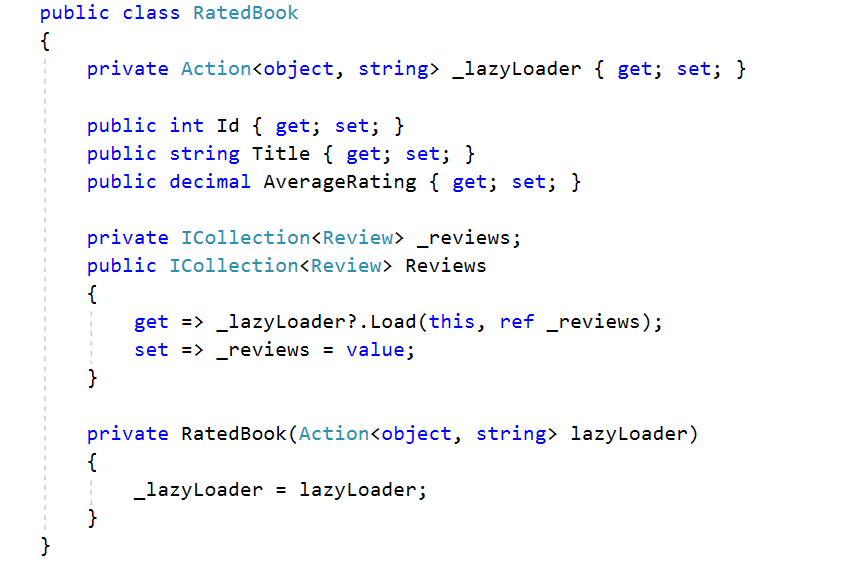 public class RatedBook
{
    private Action<object, string> _lazyLoader { get; set; }

    public int Id { get; set; }
    public string Title { get; set; }
    public decimal AverageRating { get; set; }

    private ICollection<Review> _reviews;
    public ICollection<Review> Reviews
    {
        get => _lazyLoader?.Load(this, ref _reviews);
        set => _reviews = value;
    }

    private RatedBook(Action<object, string> lazyLoader)
    {
        _lazyLoader = lazyLoader;
    }
}